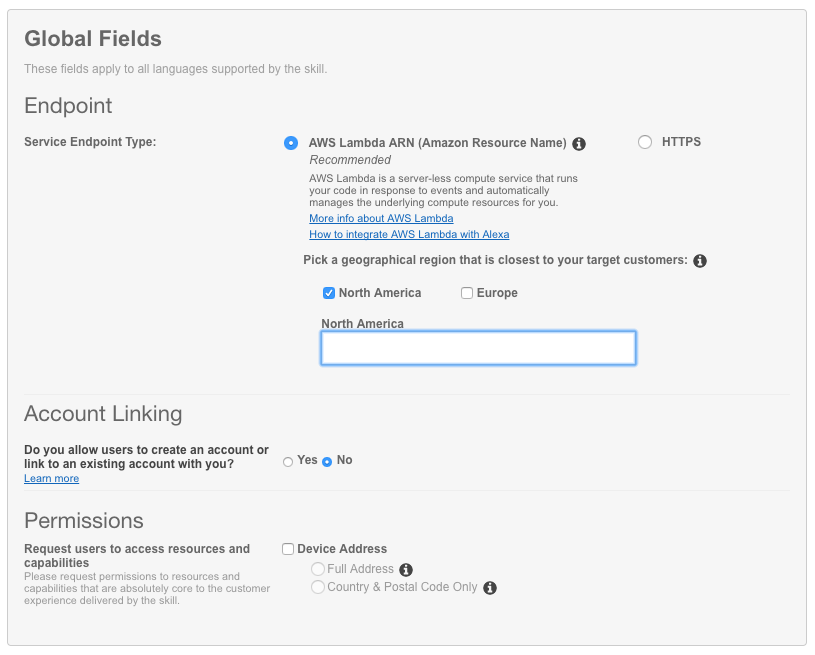 Global Fields
These fields apply to all languages supported by the skill.
Endpoint
Service Endpoint Type:
AWS Lambda ARN (Amazon Resource Name)
HTTPS
Recommended
AWS Lambda is a server-less compute service that runs
your code in response to events and automatically
manages the underlying compute resources for you.
More info about AWS Lambda
How to integrate AWS Lambda with Alexa
Pick a geographical region that is closest to your target customers:
North America
Europe
North America
Account Linking
Do you allow users to create an account or
link to an existing account with you?
Learn more
Yes
No
Permissions
Request users to access resources and
capabilities
Please request permissions to resources and
capabilities that are absolutely core to the customer
experience delivered by the skill.
Device Address
Full Address
Country & Postal Code Only